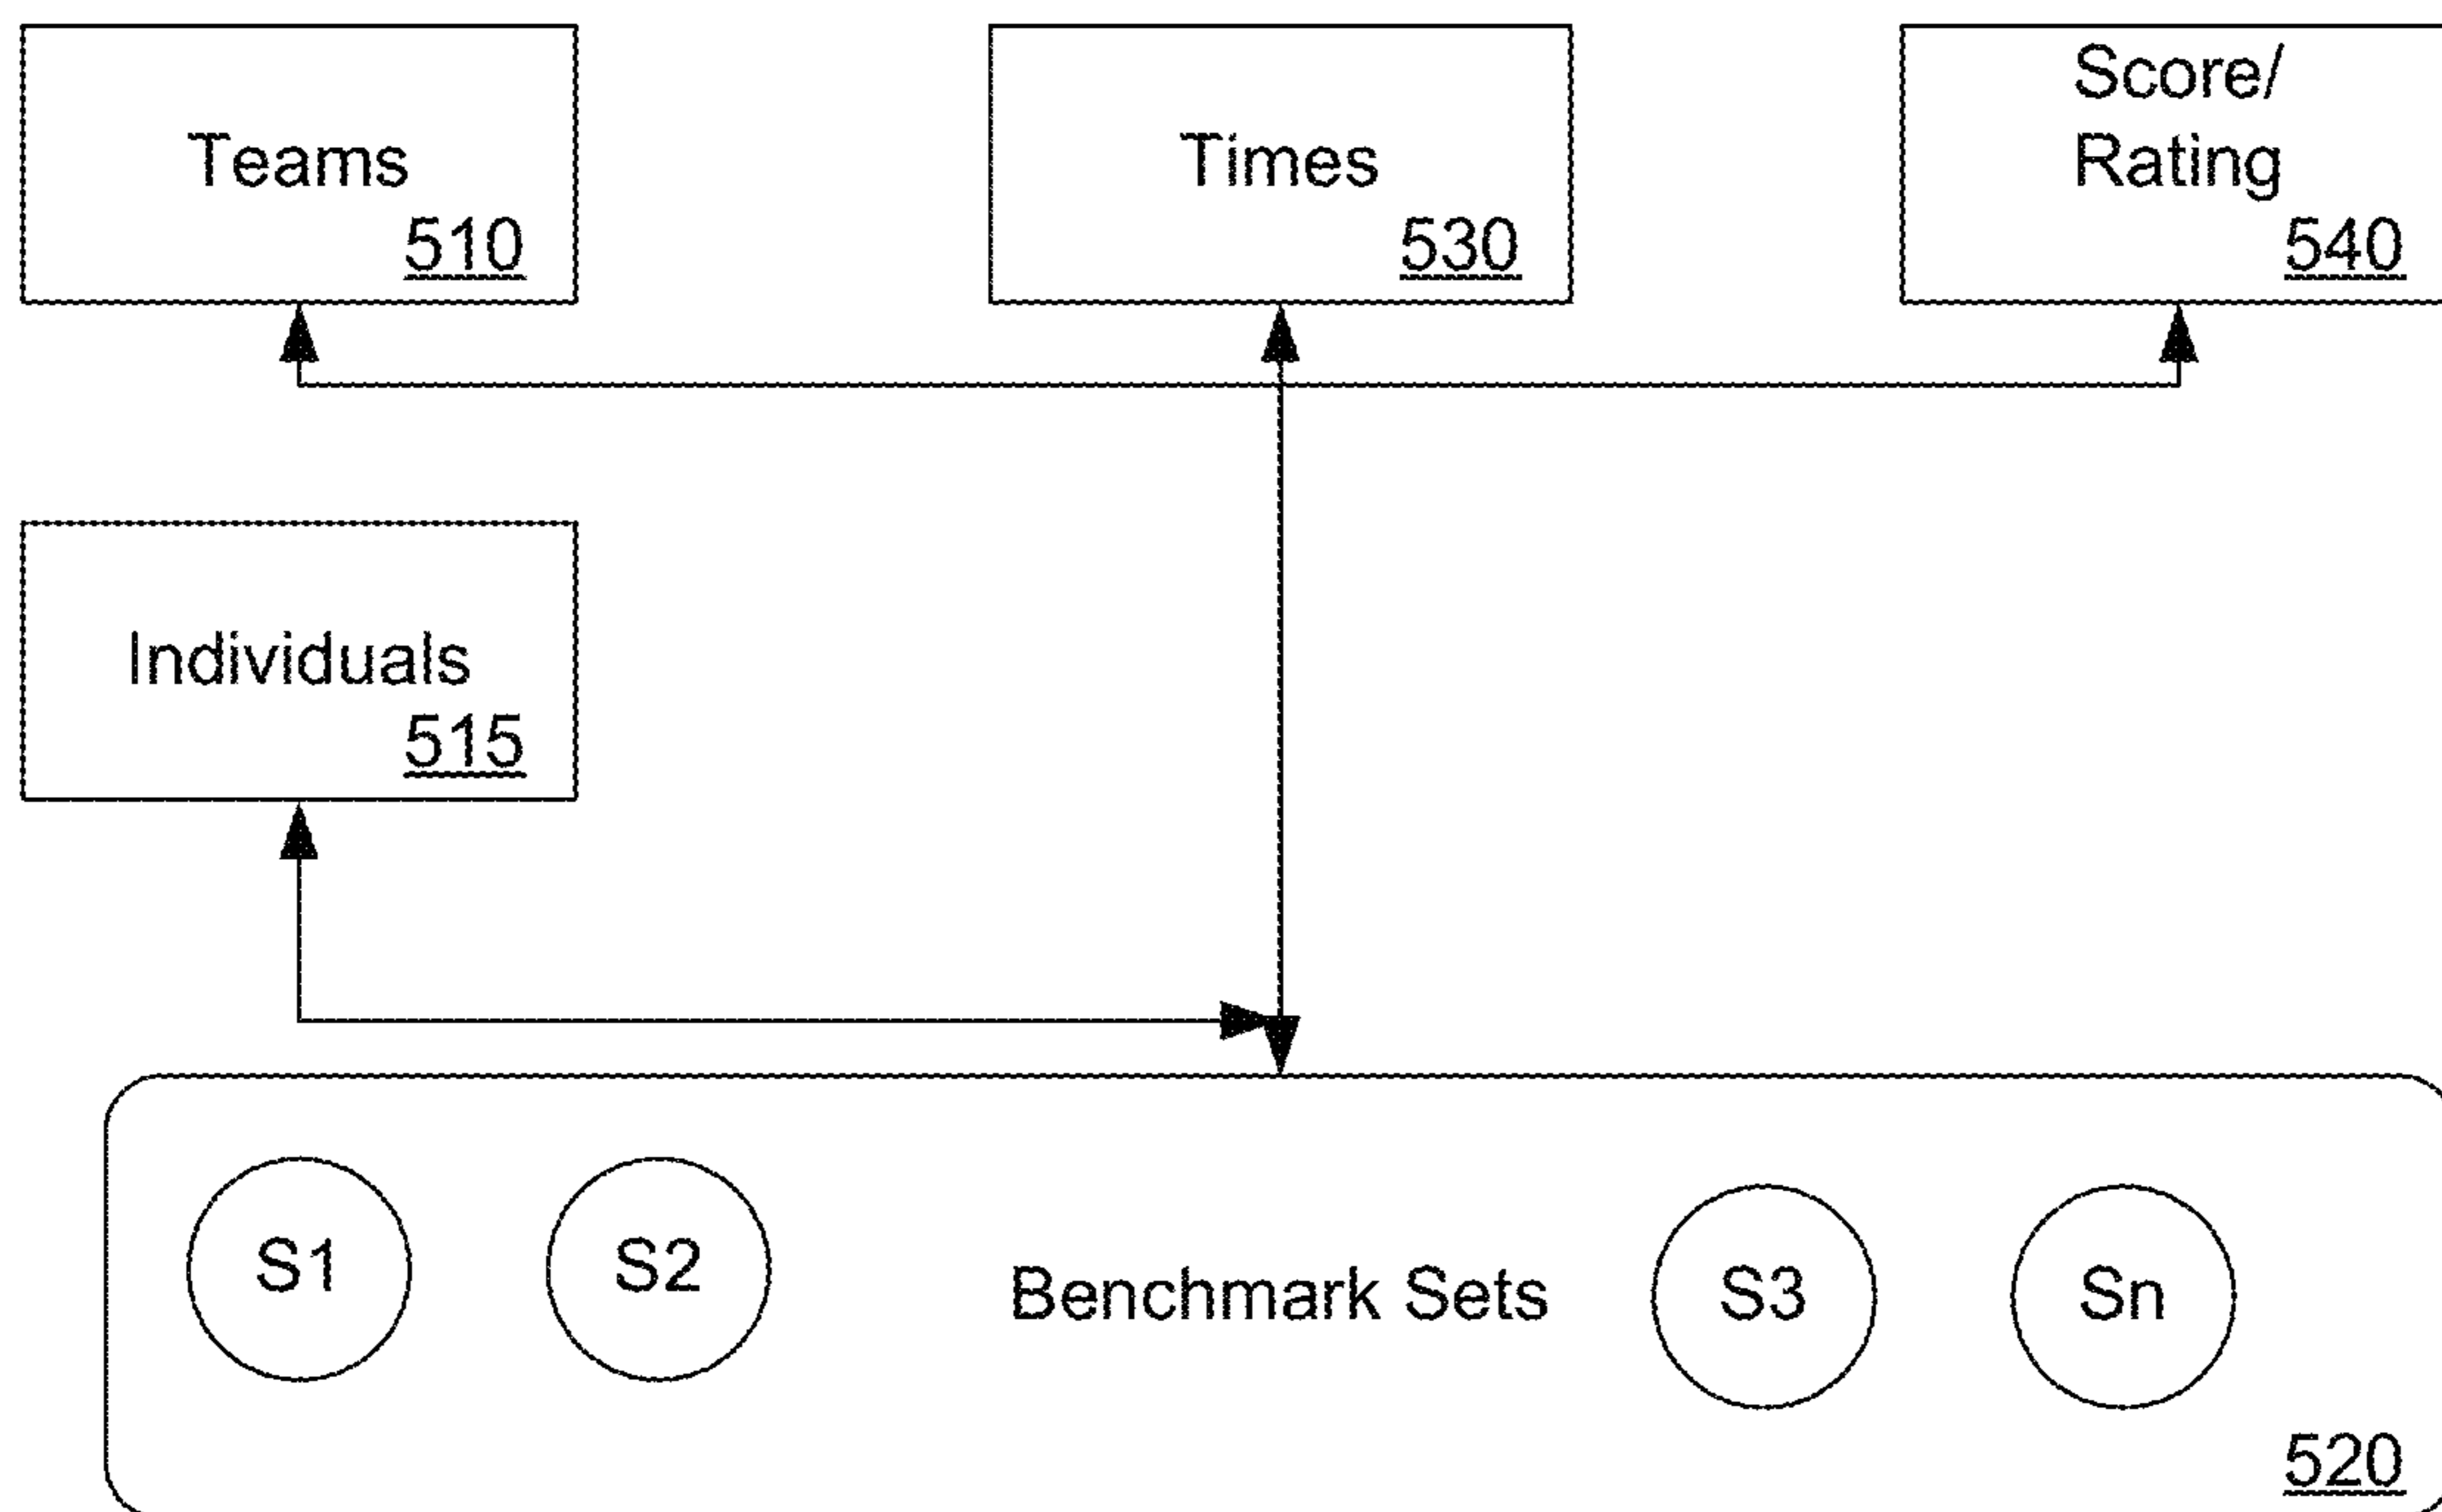 Teams
510
Times
530
Score/
Rating
540
Individuals
515
S1
S2
Benchmark Sets
S3
Sn
520